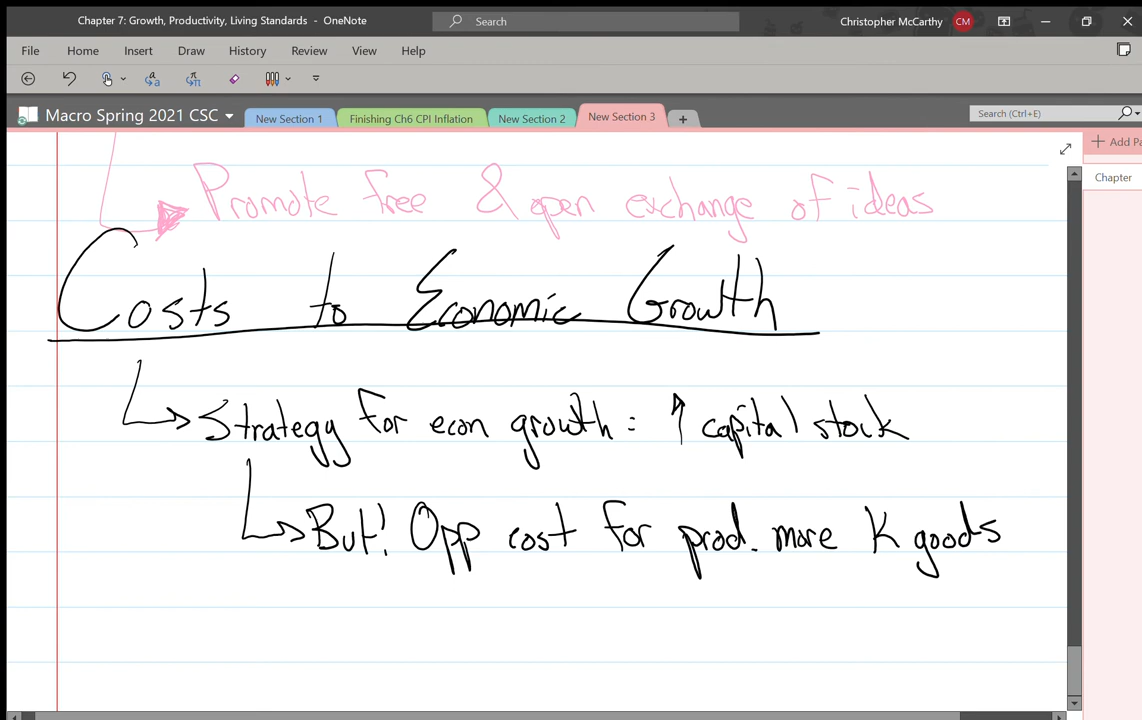 Chapter 7: Growth, Productivity, Living Standards - OneNote
Search
Christopher McCarthy
CM
File Home Insert Draw History Review View Help
Macro Spring 2021 CSC
New Section 1
Finishing Ch6 CPI Inflation
New Section 2
New Section 3
Search (Ctrl+E)
Add Pa
Chapter
Promote free & open exchange of ideas
Costs to Economic Growth
Strategy for econ growth: ↑ capital stock
But! Opp cost for prod. more K goods